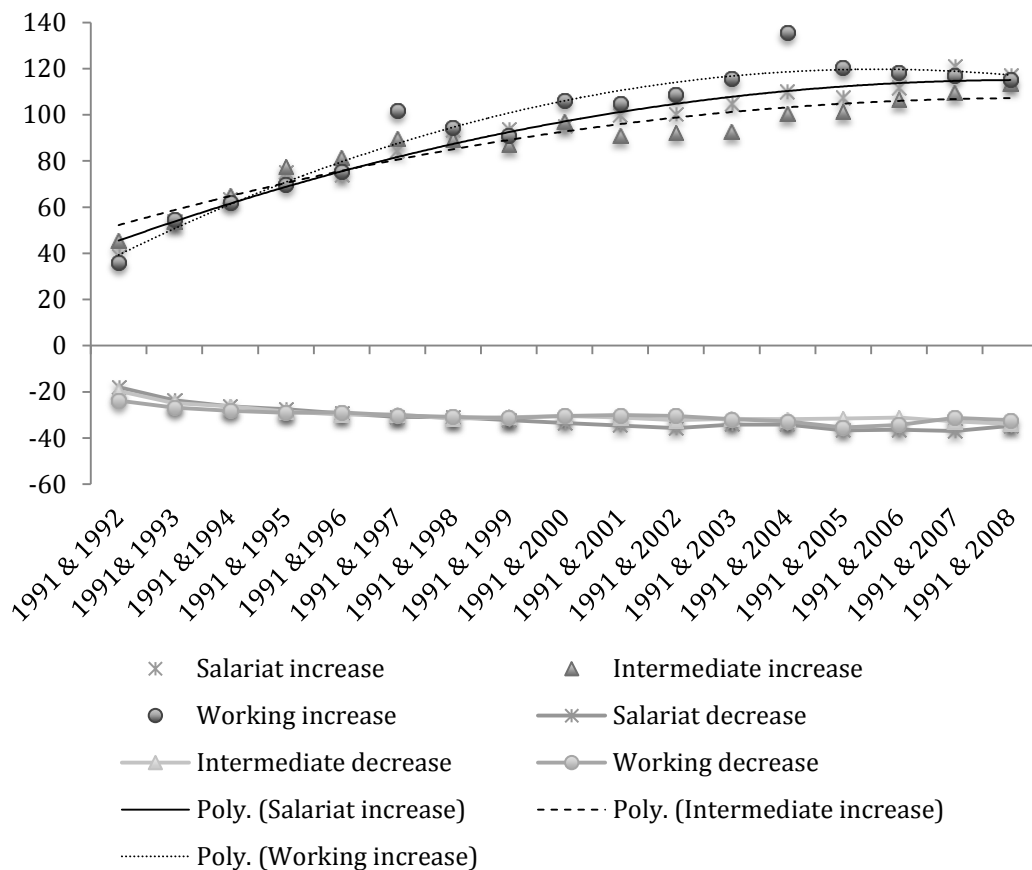 140
120
100
80
60
40
20
0
-20
-40
-60
1991 & 1992
1991& 1993
1991 &1994
1991 & 1995
1991 &1996
1991 & 1997
1991 & 1998
1991 & 1999
1991 & 2000
1991 & 2001
1991 & 2002
1991 & 2003
1991 & 2004
1991 & 2005
1991 & 2006
1991 & 2007
1991 & 2008
Salariat increase
Intermediate increase
Working increase
Salariat decrease
Intermediate decrease
Working decrease
Poly. (Salariat increase)
Poly. (Intermediate increase)
Poly. (Working increase)